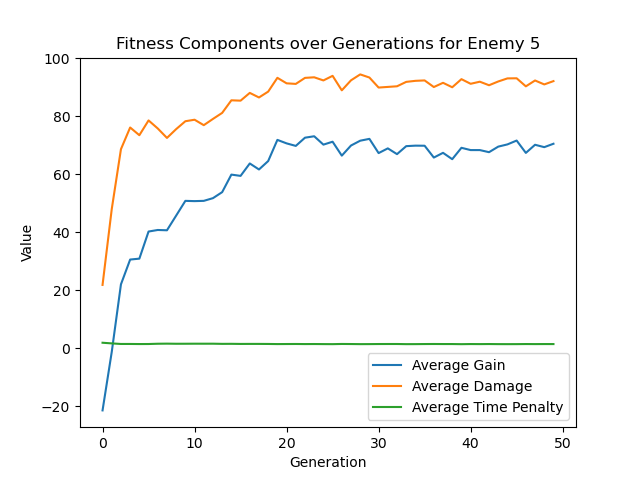 Fitness Components over Generations for Enemy 5
Value
100
80
60
40
20
0
−20
0 10 20 30 40 50
Generation
Average Gain
Average Damage
Average Time Penalty